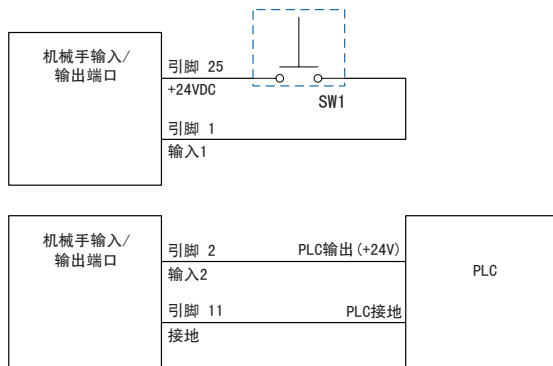 机械手输入/
输出端口
引脚 25
+24VDC
SW1
引脚 1
输入1
机械手输入/
输出端口
引脚 2
PLC输出(+24V)
输入2
PLC
引脚 11
PLC接地
接地